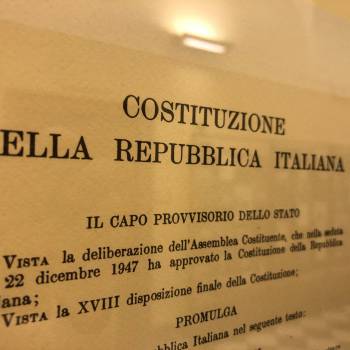 COSTITUZIONE
ELLA REPUBBLICA ITALIANA
IL CAPO PROVVISORIO DELLO STATO
VISTA la deliberazione dell'Assemblea Costituente, che nella seduta
22 dicembre 1947 ha approvato la Costituzione della Repubblica
iana;
VISTA la XVIII disposizione finale della Costituzione;
PROMULGA
bblica Italiana nel seguente testo: